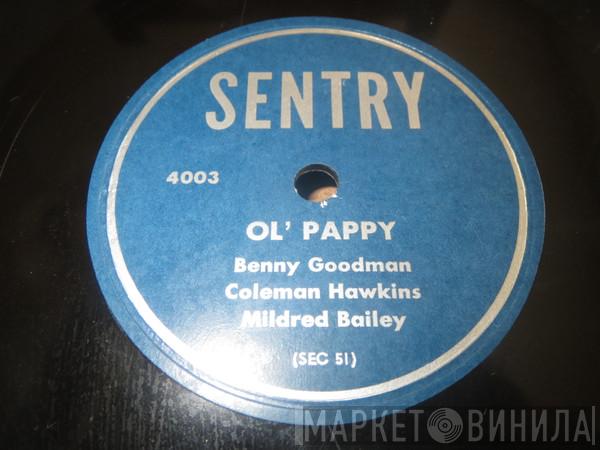 SENTRY
4003
OL' PAPPY
Benny Goodman
Coleman Hawkins
Mildred Bailey
(SEC 51)
МАРКЕТ ВИНИЛА